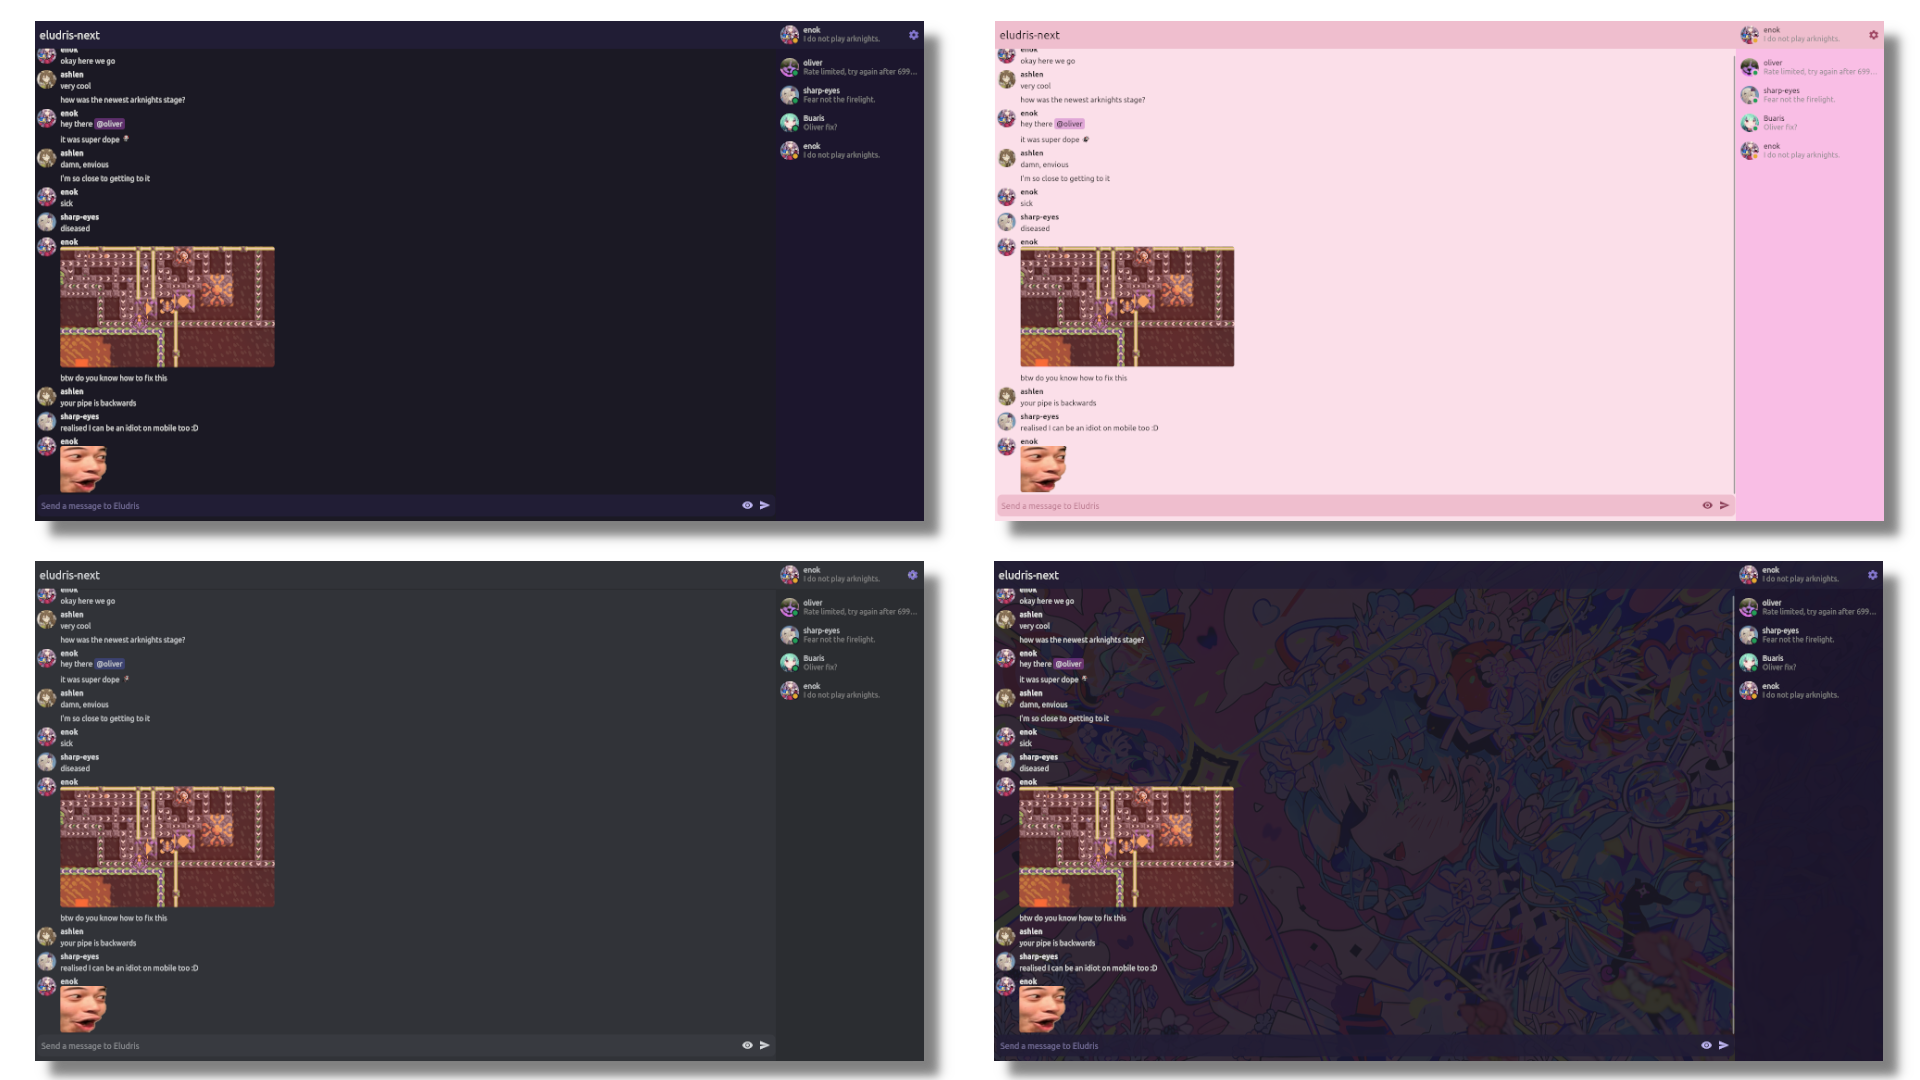 eludris-next
enok
okay here we go
ashlen
very cool
how was the newest arknights stage?
enok
hey there @oliver
it was super dope
ashlen
damn, envious
I'm so close to getting to it
enok
sick
sharp-eyes
diseased
enok
btw do you know how to fix this
ashlen
your pipe is backwards
sharp-eyes
realised I can be an idiot on mobile too :D
enok
Send a message to Eludris
enok
I do not play arknights.
oliver
Rate limited, try again after 699...
sharp-eyes
Fear not the firelight.
Buaris
Oliver fix?
enok
I do not play arknights.
eludris-next
enok
okay here we go
ashlen
very cool
how was the newest arknights stage?
enok
hey there @oliver
it was super dope
ashlen
damn, envious
I'm so close to getting to it
enok
sick
sharp-eyes
diseased
enok
btw do you know how to fix this
ashlen
your pipe is backwards
sharp-eyes
realised I can be an idiot on mobile too :D
enok
Send a message to Eludris
enok
I do not play arknights.
oliver
Rate limited, try again after 699...
sharp-eyes
Fear not the firelight.
Buaris
Oliver fix?
enok
I do not play arknights.
eludris-next
enok
okay here we go
ashlen
very cool
how was the newest arknights stage?
enok
hey there @oliver
it was super dope
ashlen
damn, envious
I'm so close to getting to it
enok
sick
sharp-eyes
diseased
enok
btw do you know how to fix this
ashlen
your pipe is backwards
sharp-eyes
realised I can be an idiot on mobile too :D
enok
Send a message to Eludris
enok
I do not play arknights.
oliver
Rate limited, try again after 699...
sharp-eyes
Fear not the firelight.
Buaris
Oliver fix?
enok
I do not play arknights.
eludris-next
enok
okay here we go
ashlen
very cool
how was the newest arknights stage?
enok
hey there @oliver
it was super dope
ashlen
damn, envious
I'm so close to getting to it
enok
sick
sharp-eyes
diseased
enok
btw do you know how to fix this
ashlen
your pipe is backwards
sharp-eyes
realised I can be an idiot on mobile too :D
enok
Send a message to Eludris
enok
I do not play arknights.
oliver
Rate limited, try again after 699...
sharp-eyes
Fear not the firelight.
Buaris
Oliver fix?
enok
I do not play arknights.